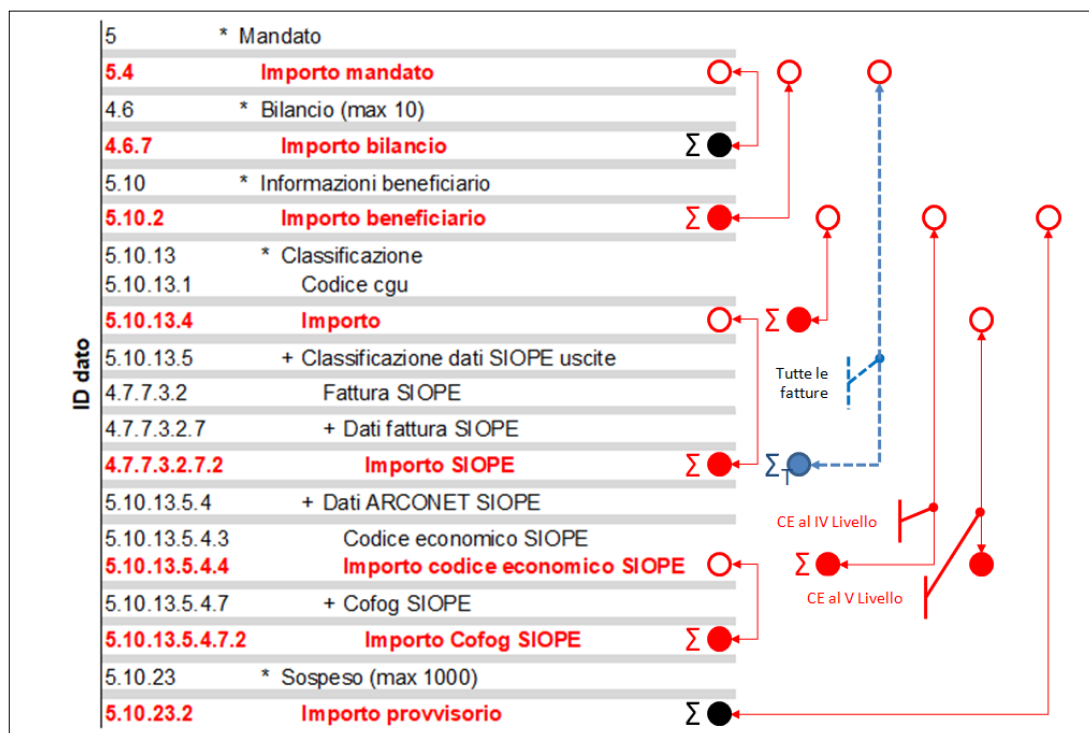 5 * Mandato
5.4 Importo mandato
4.6 * Bilancio (max 10)
4.6.7 Importo bilancio Σ
5.10 * Informazioni beneficiario
5.10.2 Importo beneficiario Σ
5.10.13 * Classificazione
5.10.13.1 Codice cgu
5.10.13.4 Importo Σ
5.10.13.5 + Classificazione dati SIOPE uscite
Tutte le
fatture
4.7.7.3.2 Fattura SIOPE
4.7.7.3.2.7 + Dati fattura SIOPE
4.7.7.3.2.7.2 Importo SIOPE Σ ΣT
5.10.13.5.4 + Dati ARCONET SIOPE
CE al IV Livello
5.10.13.5.4.3 Codice economico SIOPE
5.10.13.5.4.4 Importo codice economico SIOPE Σ
CE al V Livello
5.10.13.5.4.7 + Cofog SIOPE
5.10.13.5.4.7.2 Importo Cofog SIOPE Σ
5.10.23 * Sospeso (max 1000)
5.10.23.2 Importo provvisorio Σ
ID dato